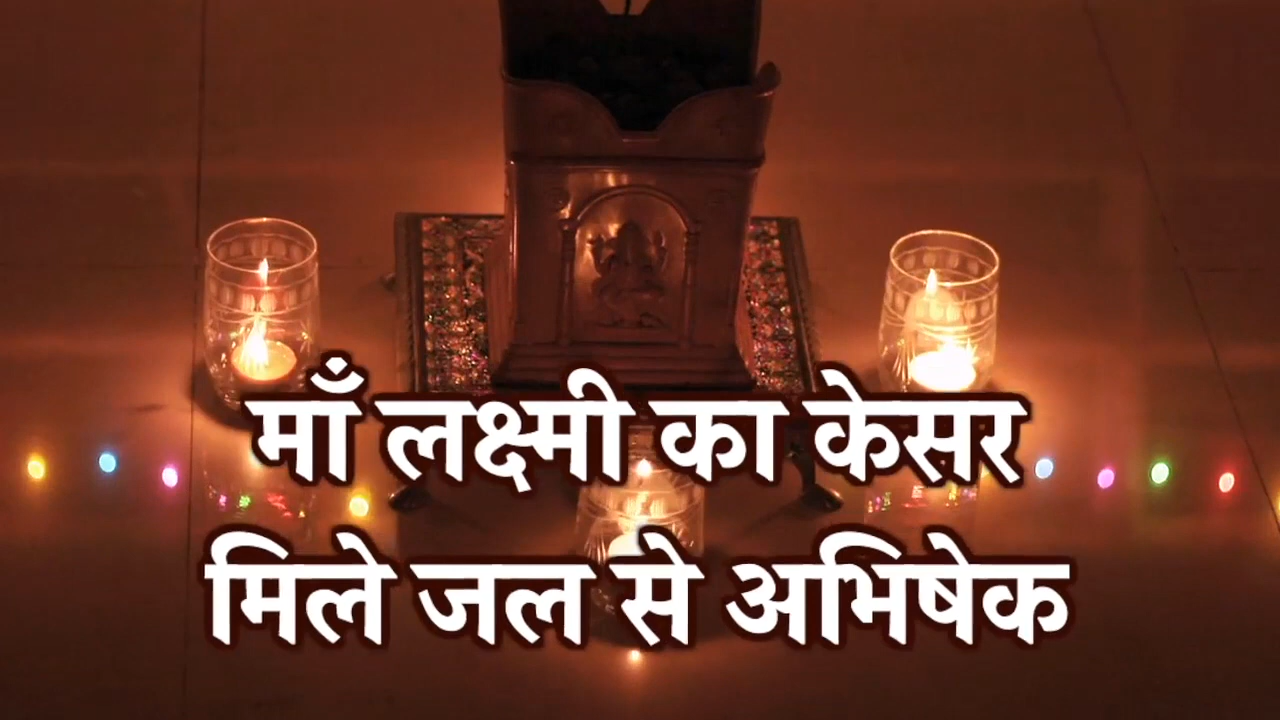 माँ लक्ष्मी का केसर
मिले जल से अभिषेक